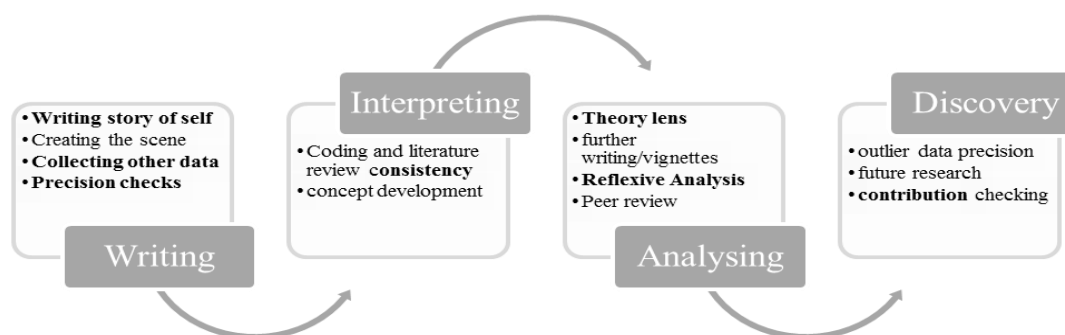 • Writing story of self
• Creating the scene
• Collecting other data
• Precision checks
Writing
Interpreting
• Coding and literature
review consistency
• concept development
• Theory lens
• further
writing/vignettes
• Reflexive Analysis
• Peer review
Analysing
Discovery
• outlier data precision
• future research
• contribution checking